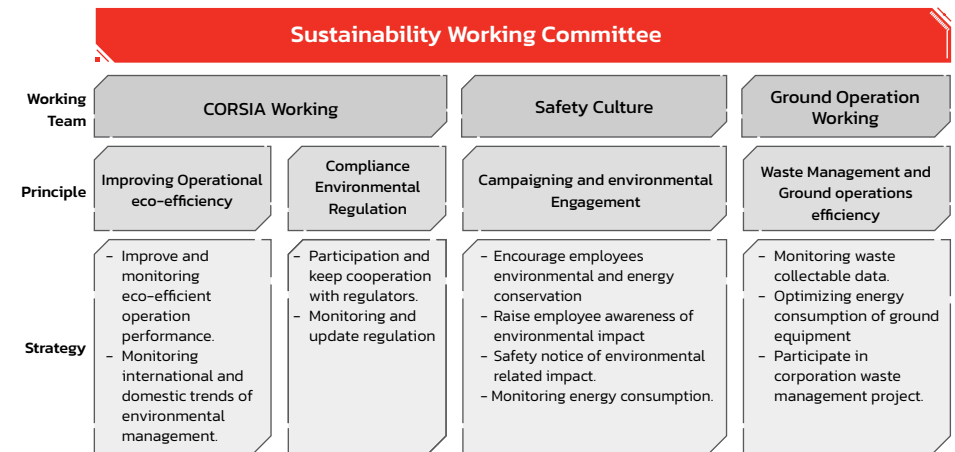 Sustainability Working Committee
Working
Team
CORSIA Working
Safety Culture
Ground Operation
Working
Principle
Improving Operational
eco-efficiency
Compliance
Environmental
Regulation
Campaigning and environmental
Engagement
Waste Management and
Ground operations
efficiency
Strategy
- Improve and
monitoring
eco-efficient
operation
performance.
- Monitoring
international and
domestic trends of
environmental
management.
- Participation and
keep cooperation
with regulators.
- Monitoring and
update regulation
- Encourage employees
environmental and energy
conservation
- Raise employee awareness of
environmental impact
- Safety notice of environmental
related impact.
- Monitoring energy consumption.
- Monitoring waste
collectable data.
- Optimizing energy
consumption of ground
equipment
- Participate in
corporation waste
management project.